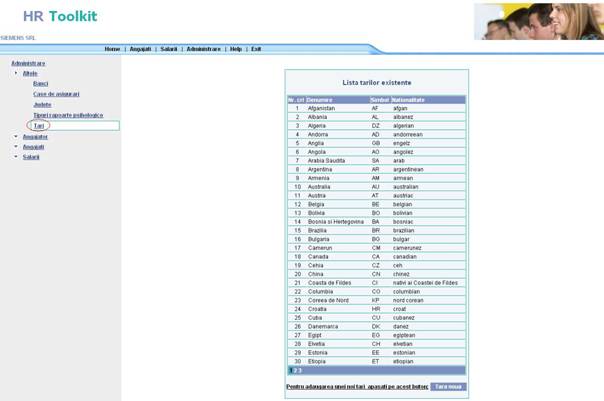 HR Toolkit
SIEMENS SRL
Home | Angajati | Salarii | Administrare | Help | Exit
Administrare
Altele
Banci
Case de asigurari
Judete
Tipuri rapoarte psihologice
Tari
Angajator
Angajati
Salarii
Lista tarilor existente
Nr. crt Denumire Simbol Nationalitate
1 Afganistan AF afgan
2 Albania AL albanez
3 Algeria DZ algerian
4 Andorra AD andorreean
5 Anglia GB englez
6 Angola AO angolez
7 Arabia Saudita SA arab
8 Argentina AR argentinean
9 Armenia AM armean
10 Australia AU australian
11 Austria AT austriac
12 Belgia BE belgian
13 Bolivia BO bolivian
14 Bosnia si Hertegovina BA bosniac
15 Brazilia BR brazilian
16 Bulgaria BG bulgar
17 Camerun CM camerunez
18 Canada CA canadian
19 Cehia CZ ceh
20 China CN chinez
21 Coasta de Fildes CI nativi ai Coastei de Fildes
22 Columbia CO columbian
23 Coreea de Nord KP nord corean
24 Croatia HR croat
25 Cuba CU cubanez
26 Danemarca DK danez
27 Egipt EG egiptean
28 Elvetia CH elvetian
29 Estonia EE estonian
30 Etiopia ET etiopian
1 2 3
Pentru adaugarea unei noi tari apasati pe acest buton: Tara noua